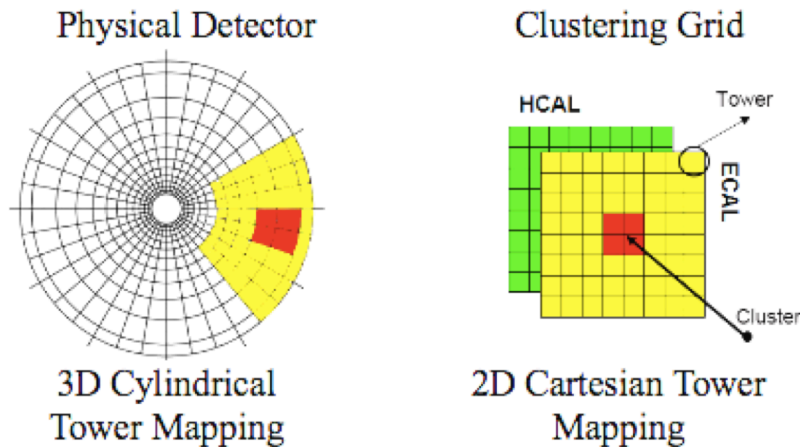 Physical Detector
Clustering Grid
HCAL
Tower
ECAL
Cluster
3D Cylindrical
Tower Mapping
2D Cartesian Tower
Mapping